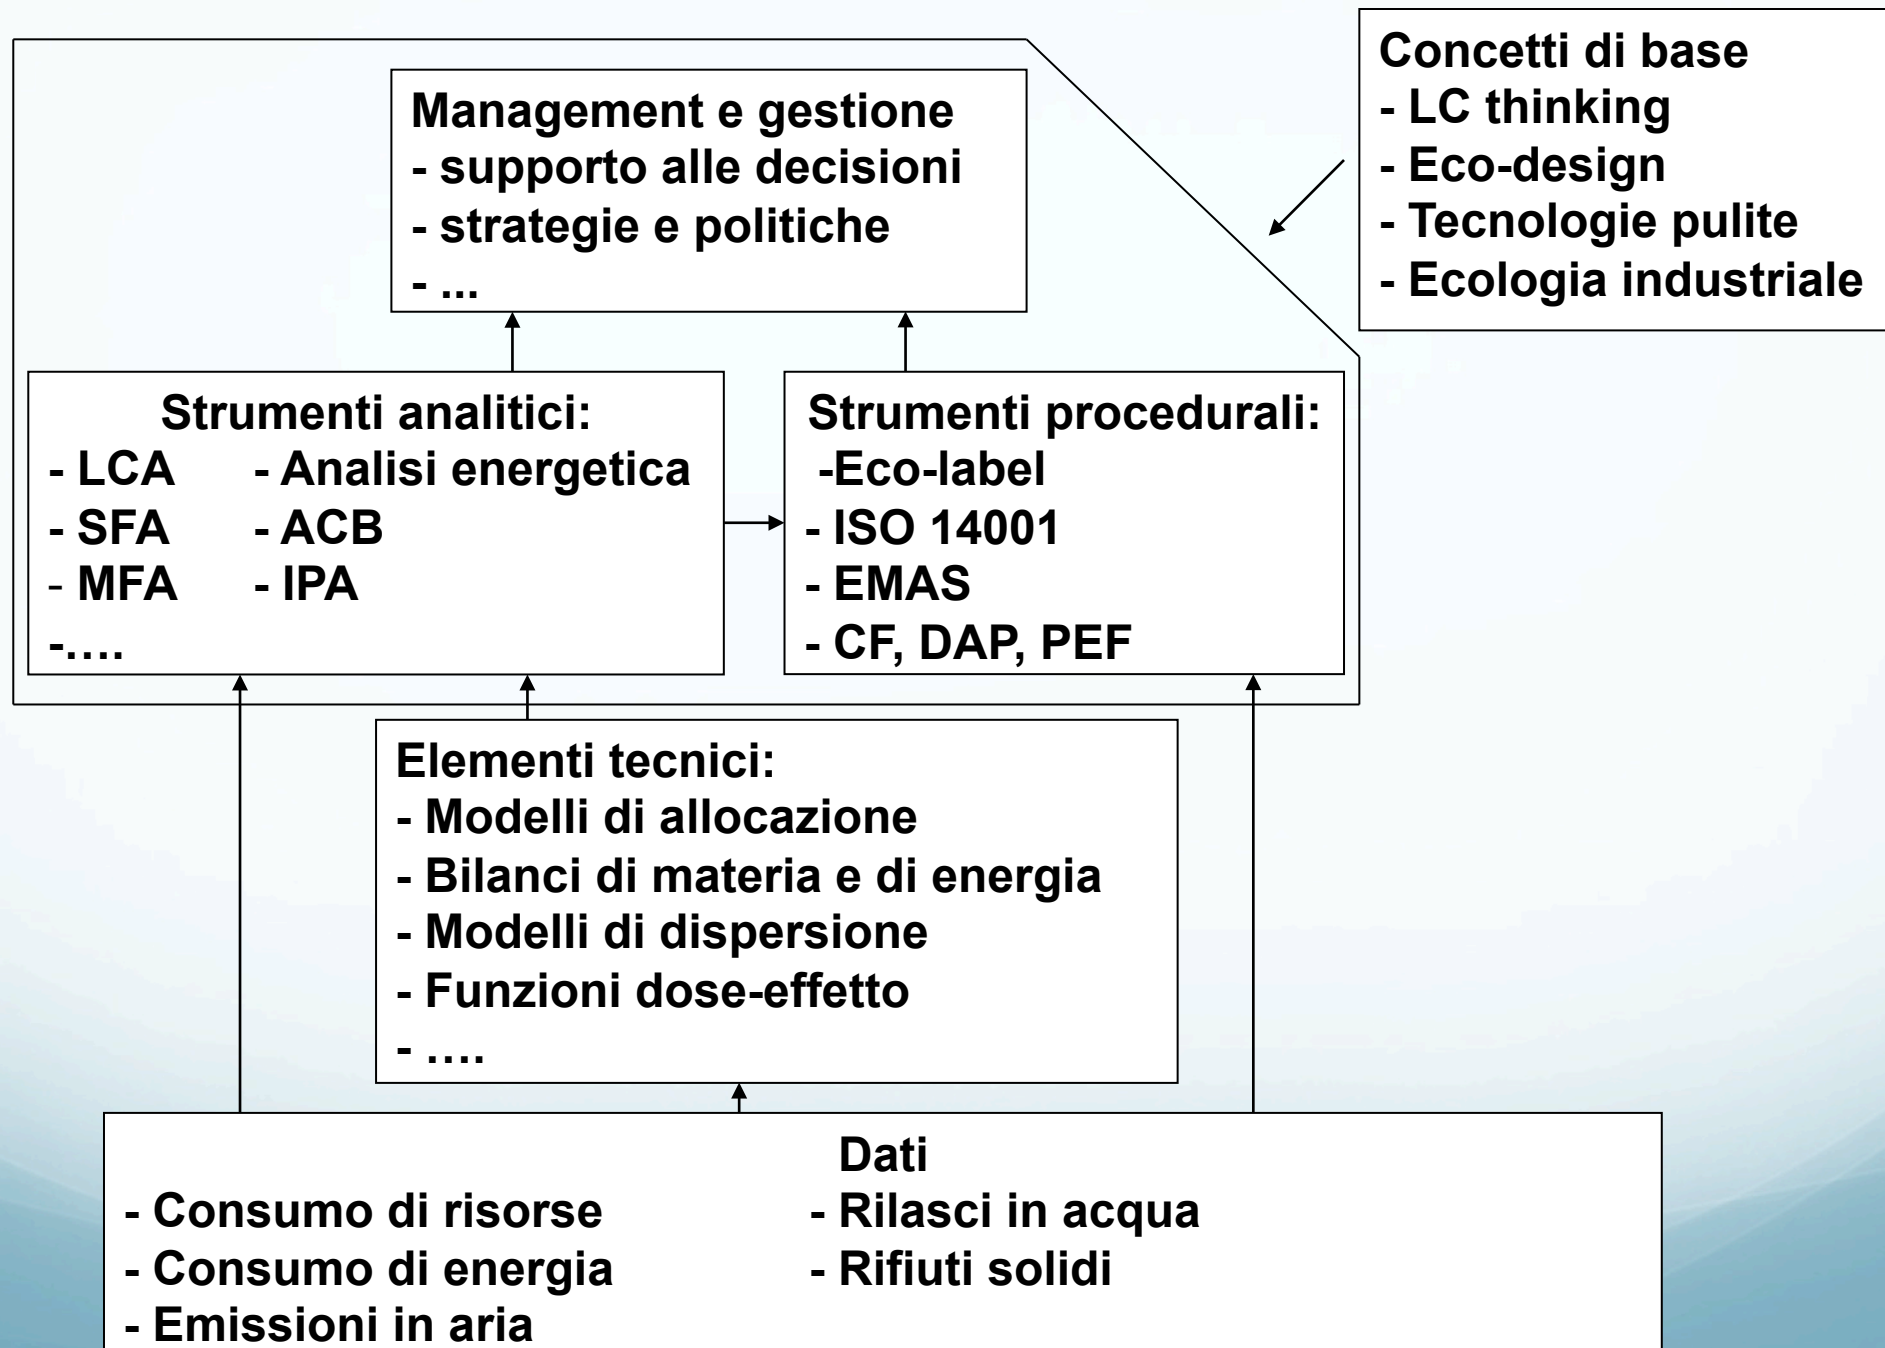 Concetti di base
- LC thinking
- Eco-design
- Tecnologie pulite
- Ecologia industriale
Management e gestione
- supporto alle decisioni
- strategie e politiche
- ...
Strumenti analitici:
- LCA - Analisi energetica
- SFA - ACB
- MFA - IPA
-....
Strumenti procedurali:
-Eco-label
- ISO 14001
- EMAS
- CF, DAP, PEF
Elementi tecnici:
- Modelli di allocazione
- Bilanci di materia e di energia
- Modelli di dispersione
- Funzioni dose-effetto
- ....
Dati
- Consumo di risorse - Rilasci in acqua
- Consumo di energia - Rifiuti solidi
- Emissioni in aria